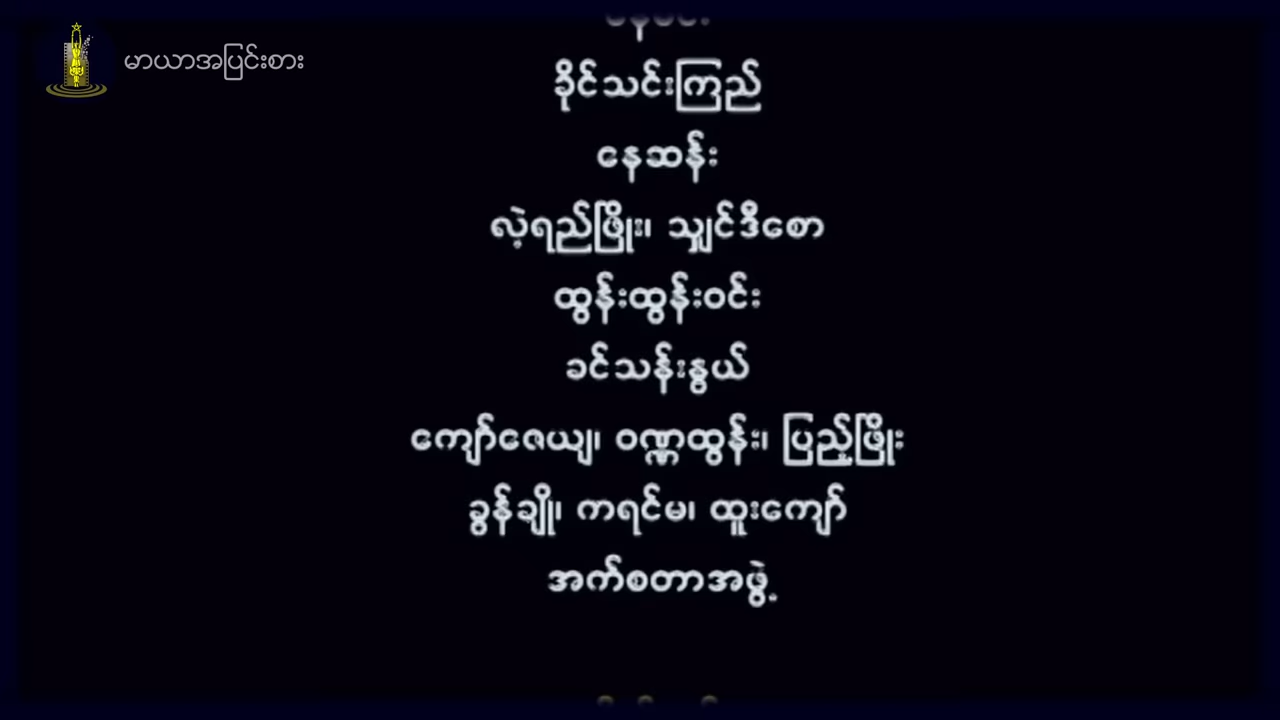 မာယာအပြင်းစား
ခိုင်သင်းကြည်
နေဆန်း
လဲ့ရည်ဖြိုး၊ သျှင်ဒီစော
ထွန်းထွန်းဝင်း
ခင်သန်းနွယ်
ကျော်ဇေယျ၊ ဝဏ္ဏထွန်း၊ ပြည့်ဖြိုး
ခွန်ချို၊ ကရင်မ၊ ထူးကျော်
အက်စတာအဖွဲ့